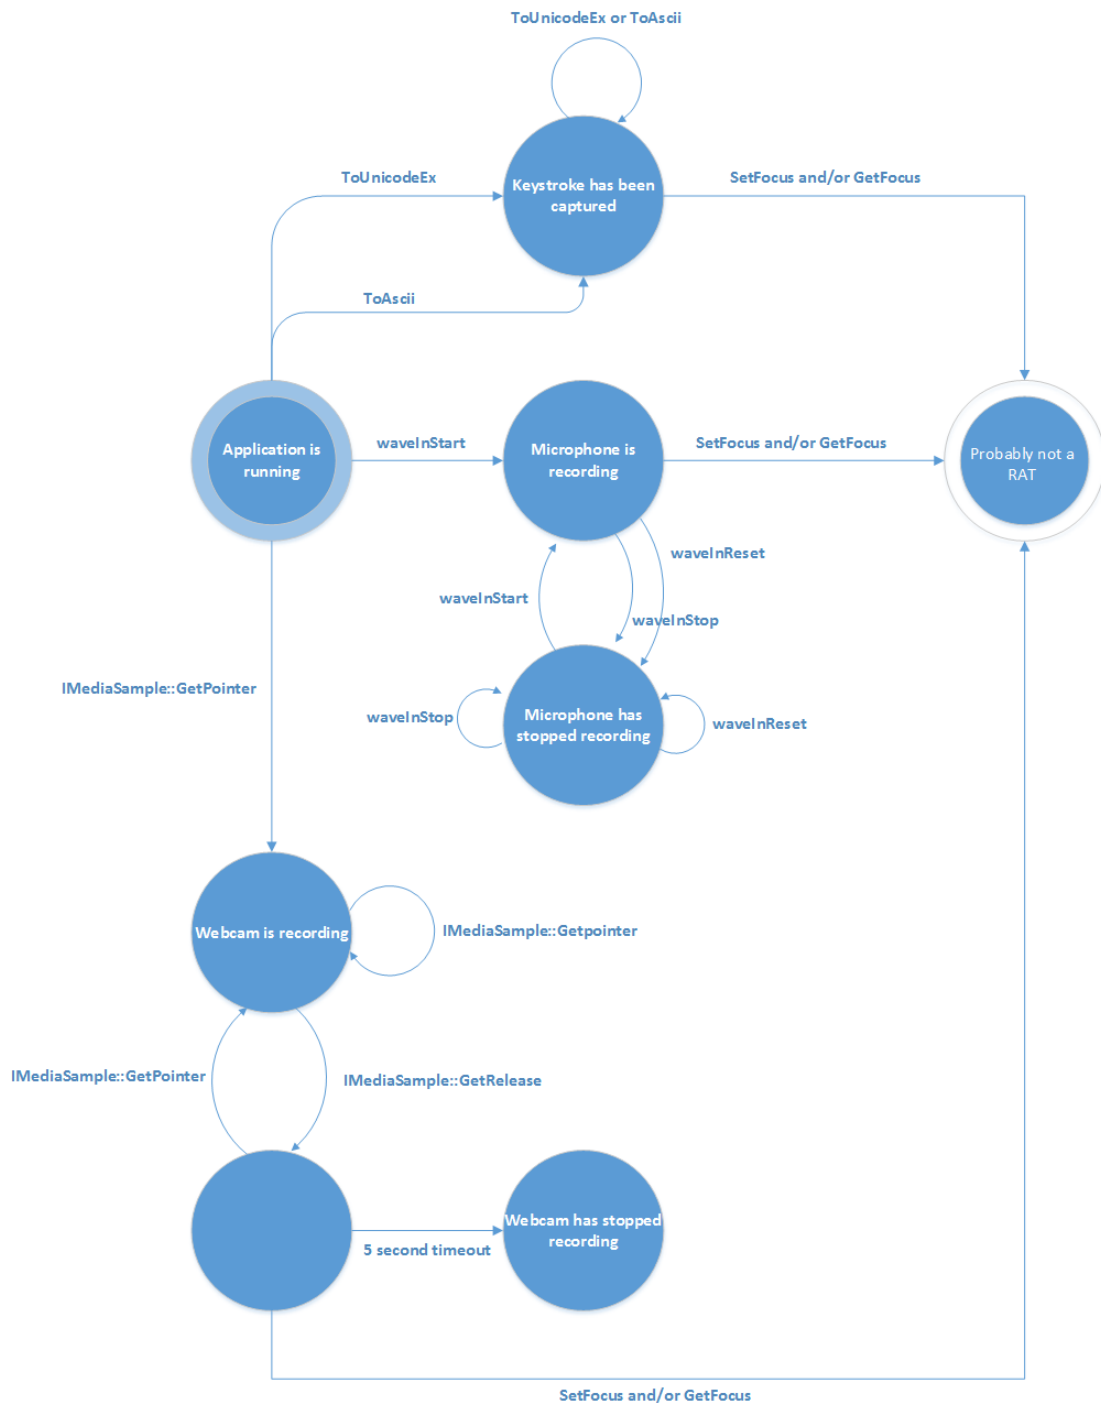 ToUnicodeEx or ToAscii
ToUnicodeEx
Keystroke has been
captured
SetFocus and/or GetFocus
ToAscii
Application is
running
waveInStart
Microphone is
recording
SetFocus and/or GetFocus
Probably not a
RAT
waveInReset
waveInStart
waveInStop
IMediaSample::GetPointer
waveInStop
Microphone has
stopped recording
waveInReset
Webcam is recording
IMediaSample::Getpointer
IMediaSample::GetPointer
IMediaSample::GetRelease
Webcam has stopped
recording
5 second timeout
SetFocus and/or GetFocus